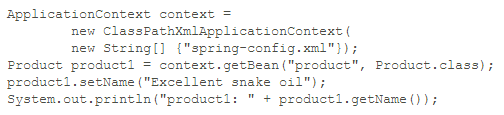 ApplicationContext context =
        new ClassPathXmlApplicationContext(
        new String[] {"spring-config.xml"});
Product product1 = context.getBean("product", Product.class);
product1.setName("Excellent snake oil");
System.out.println("product1: " + product1.getName());